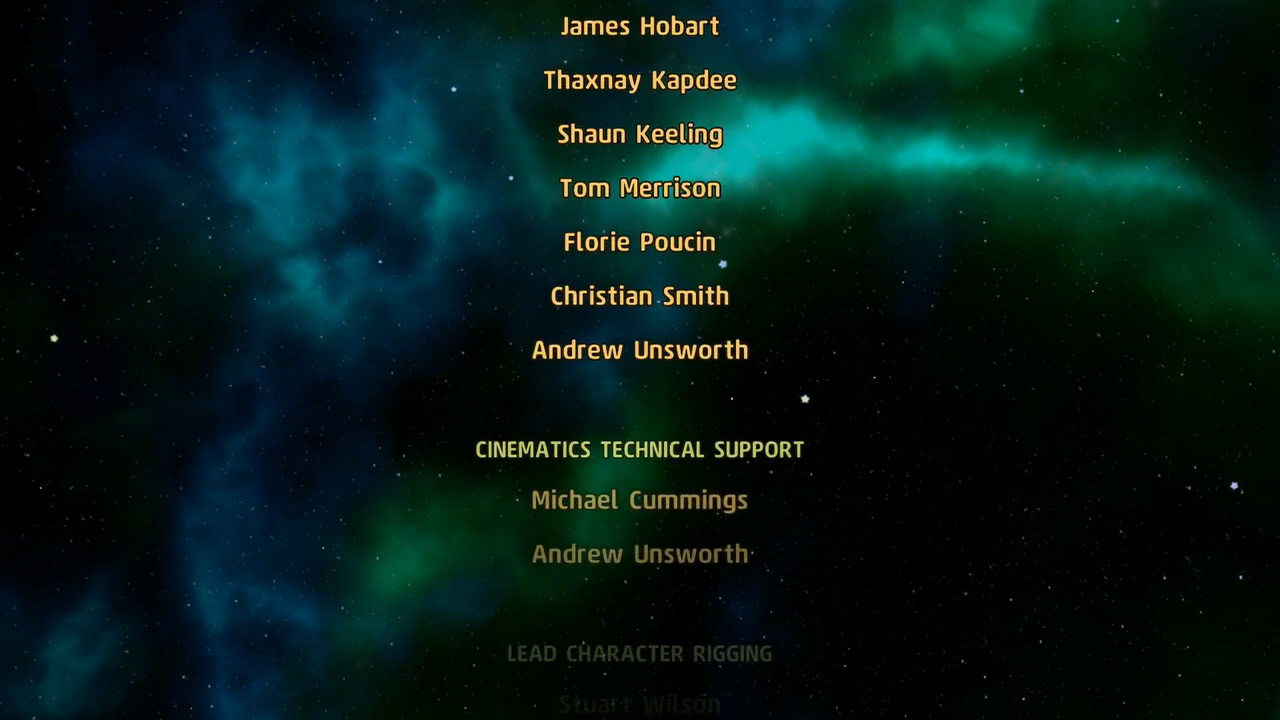 James Hobart
Thaxnay Kapdee
Shaun Keeling
Tom Merrison
Florie Poucin
Christian Smith
Andrew Unsworth
CINEMATICS TECHNICAL SUPPORT
Michael Cummings
Andrew Unsworth
LEAD CHARACTER RIGGING
Stuart Wilson